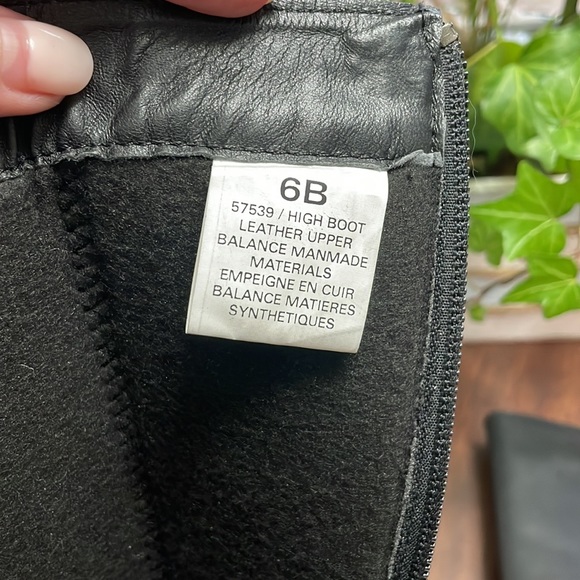 6B
57539 / HIGH BOOT
LEATHER UPPER
BALANCE MANMADE
MATERIALS
EMPEIGNE EN CUIR
BALANCE MATIERES
SYNTHETIQUES